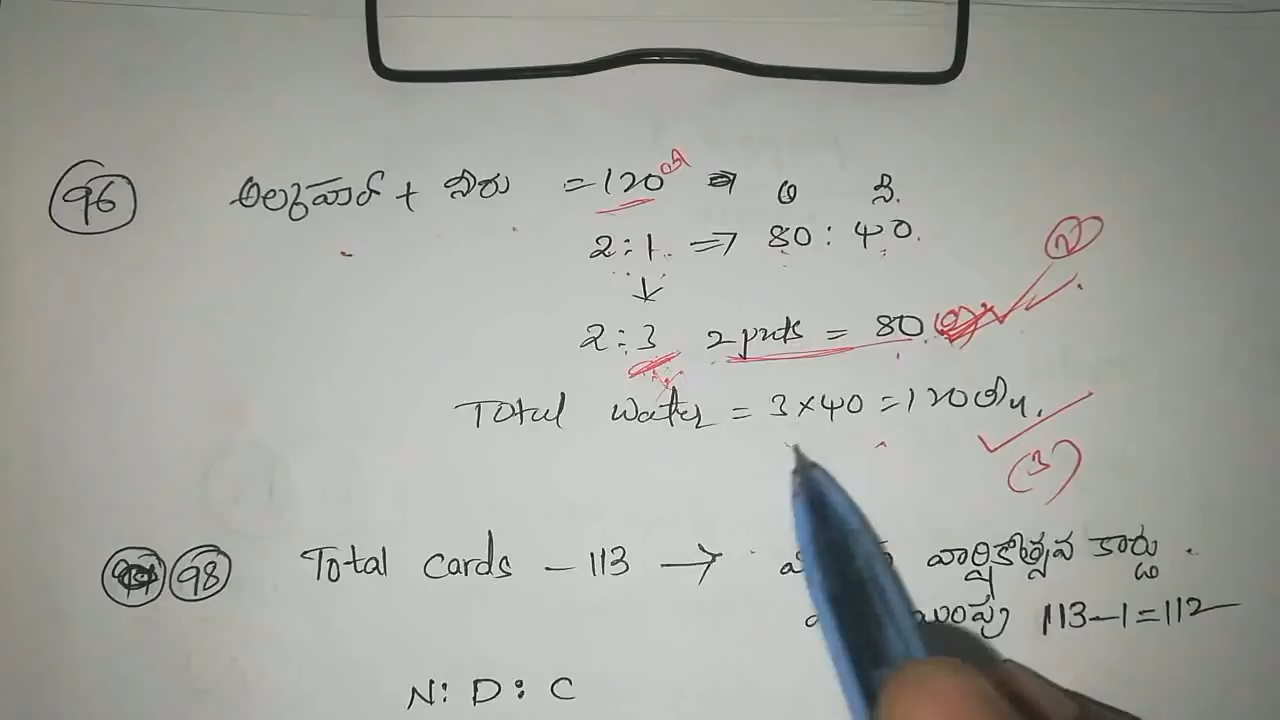 96 ఆల్కహాల్ + నీరు = 120 లీ ⇒ ఆ నీ.
2 : 1 ⇒ 80 : 40.
↓
2 : 3 2 parts = 80.
Total water = 3 × 40 = 120 లీ
(3)
98 Total cards - 113 →
113 - 1 = 112
N : D : C